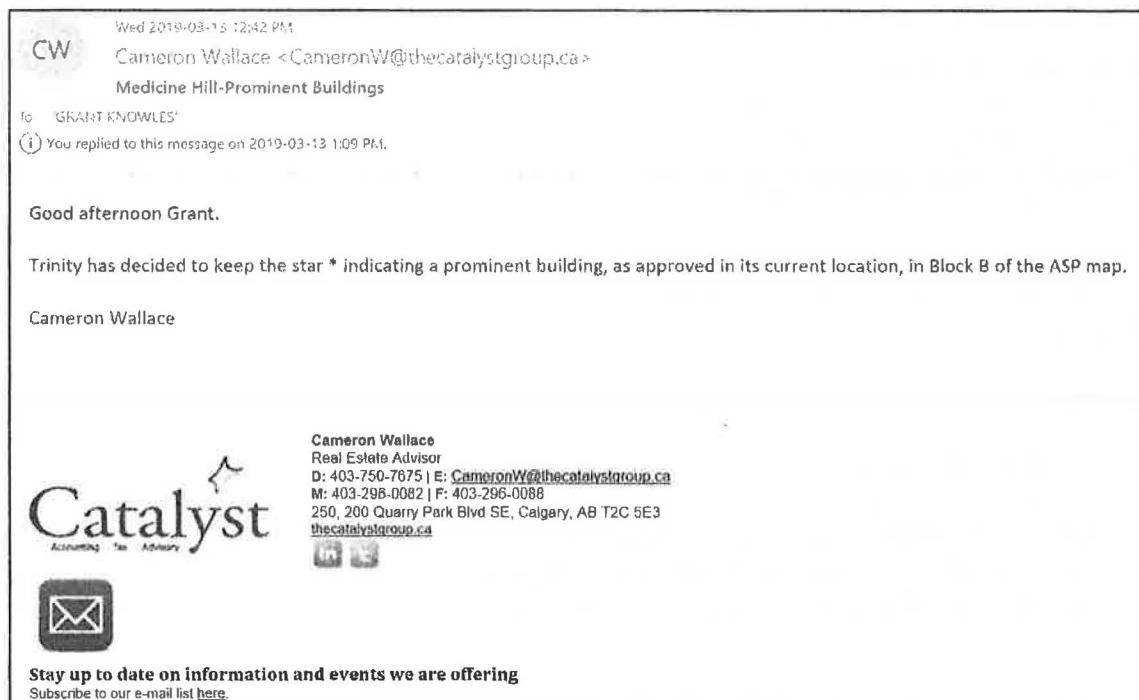 Wed 2019-03-13 12:42 PM
CW
Cameron Wallace <CameronW@thecatalystgroup.ca>
Medicine Hill-Prominent Buildings
To 'GRANT KNOWLES'
i You replied to this message on 2019-03-13 1:09 PM.
Good afternoon Grant.
Trinity has decided to keep the star * indicating a prominent building, as approved in its current location, in Block B of the ASP map.
Cameron Wallace
Catalyst
Accounting Tax Advisory
Cameron Wallace
Real Estate Advisor
D: 403-750-7675 | E: CameronW@thecatalystgroup.ca
M: 403-296-0082 | F: 403-296-0088
250, 200 Quarry Park Blvd SE, Calgary, AB T2C 5E3
thecatalystgroup.ca
in
Stay up to date on information and events we are offering
Subscribe to our e-mail list here.